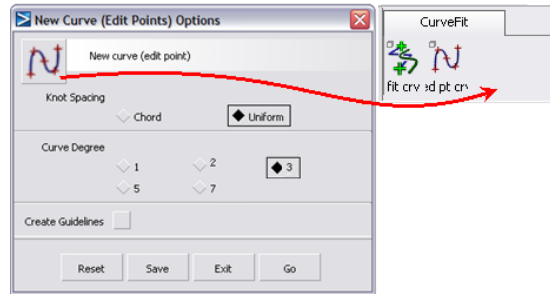 New Curve (Edit Points) Options
New curve (edit point)
Knot Spacing
Chord
Uniform
Curve Degree
1
2
3
5
7
Create Guidelines
Reset
Save
Exit
Go
CurveFit
fit crv
ed pt crv